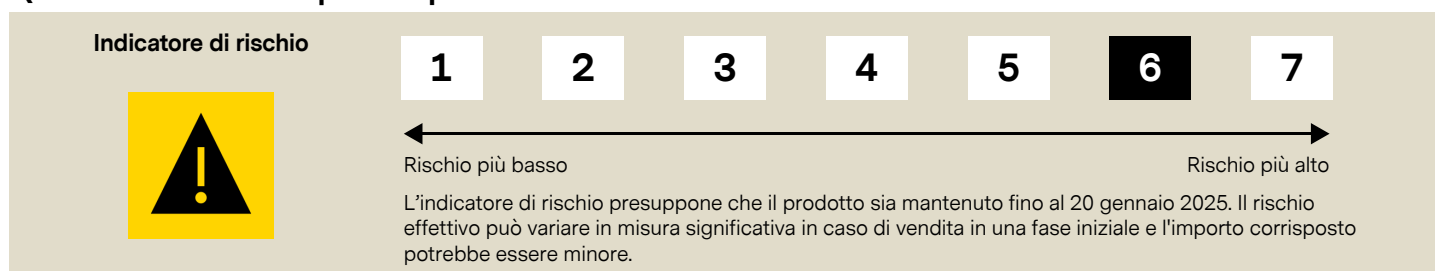 Indicatore di rischio
1 2 3 4 5 6 7
!
Rischio più basso Rischio più alto
L'indicatore di rischio presuppone che il prodotto sia mantenuto fino al 20 gennaio 2025. Il rischio
effettivo può variare in misura significativa in caso di vendita in una fase iniziale e l'importo corrisposto
potrebbe essere minore.